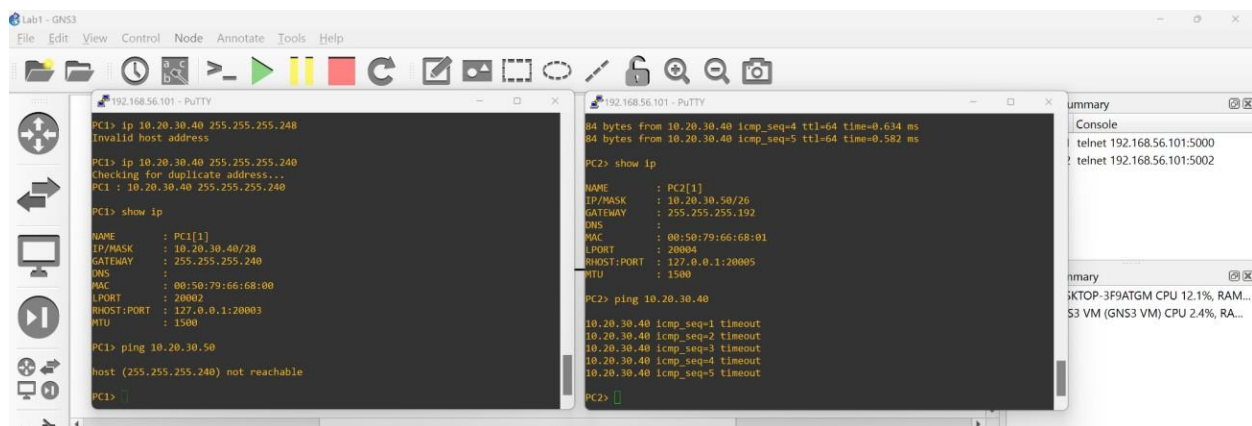 Lab1 - GNS3
File Edit View Control Node Annotate Tools Help
192.168.56.101 - PuTTY
PC1> ip 10.20.30.40 255.255.255.248
Invalid host address
PC1> ip 10.20.30.40 255.255.255.240
Checking for duplicate address...
PC1 : 10.20.30.40 255.255.255.240
PC1> show ip
NAME : PC1[1]
IP/MASK : 10.20.30.40/28
GATEWAY : 255.255.255.240
DNS :
MAC : 00:50:79:66:68:00
LPORT : 20002
RHOST:PORT : 127.0.0.1:20003
MTU : 1500
PC1> ping 10.20.30.50
host (255.255.255.240) not reachable
PC1>
192.168.56.101 - PuTTY
84 bytes from 10.20.30.40 icmp_seq=4 ttl=64 time=0.634 ms
84 bytes from 10.20.30.40 icmp_seq=5 ttl=64 time=0.582 ms
PC2> show ip
NAME : PC2[1]
IP/MASK : 10.20.30.50/26
GATEWAY : 255.255.255.192
DNS :
MAC : 00:50:79:66:68:01
LPORT : 20004
RHOST:PORT : 127.0.0.1:20005
MTU : 1500
PC2> ping 10.20.30.40
10.20.30.40 icmp_seq=1 timeout
10.20.30.40 icmp_seq=2 timeout
10.20.30.40 icmp_seq=3 timeout
10.20.30.40 icmp_seq=4 timeout
10.20.30.40 icmp_seq=5 timeout
PC2>
ummary
Console
telnet 192.168.56.101:5000
2 telnet 192.168.56.101:5002
nmary
SKTOP-3F9ATGM CPU 12.1%, RAM...
S3 VM (GNS3 VM) CPU 2.4%, RA...